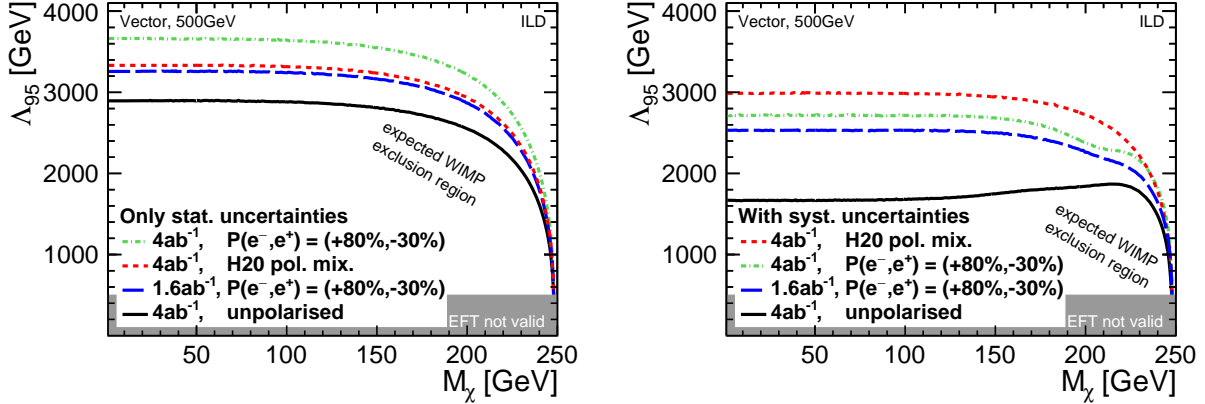 Vector, 500GeV ILD
Λ95 [GeV]
4000
3000
2000
1000
expected WIMP
exclusion region
Only stat. uncertainties
4ab⁻¹, P(e⁻,e⁺) = (+80%,-30%)
4ab⁻¹, H20 pol. mix.
1.6ab⁻¹, P(e⁻,e⁺) = (+80%,-30%)
4ab⁻¹, unpolarised
EFT not valid
0 50 100 150 200 250
Mχ [GeV]
Vector, 500GeV ILD
Λ95 [GeV]
4000
3000
2000
1000
expected WIMP
exclusion region
With syst. uncertainties
4ab⁻¹, H20 pol. mix.
4ab⁻¹, P(e⁻,e⁺) = (+80%,-30%)
1.6ab⁻¹, P(e⁻,e⁺) = (+80%,-30%)
4ab⁻¹, unpolarised
EFT not valid
0 50 100 150 200 250
Mχ [GeV]